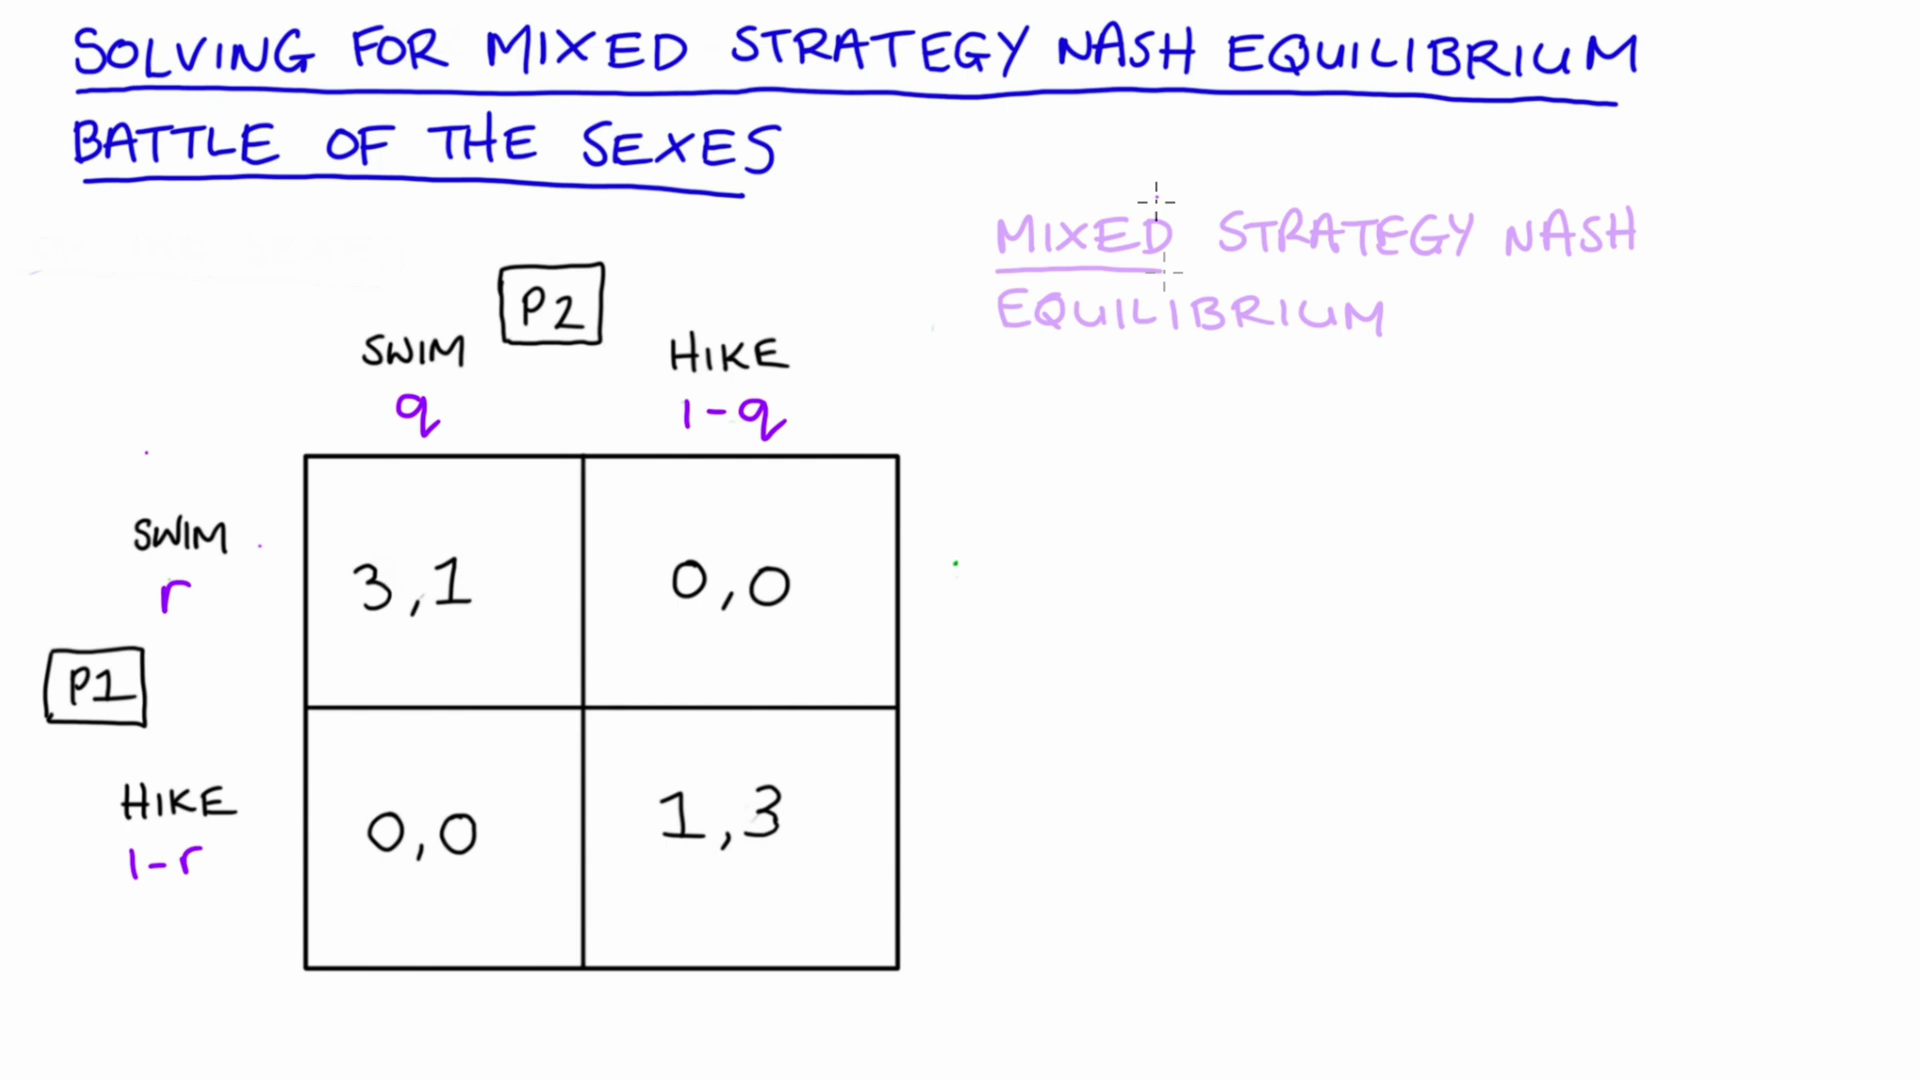 SOLVING FOR MIXED STRATEGY NASH EQUILIBRIUM
BATTLE OF THE SEXES
MIXED STRATEGY NASH
EQUILIBRIUM
P2
SWIM HIKE
q 1-q
SWIM
r
3,1 0,0
P1
HIKE
1-r
0,0 1,3